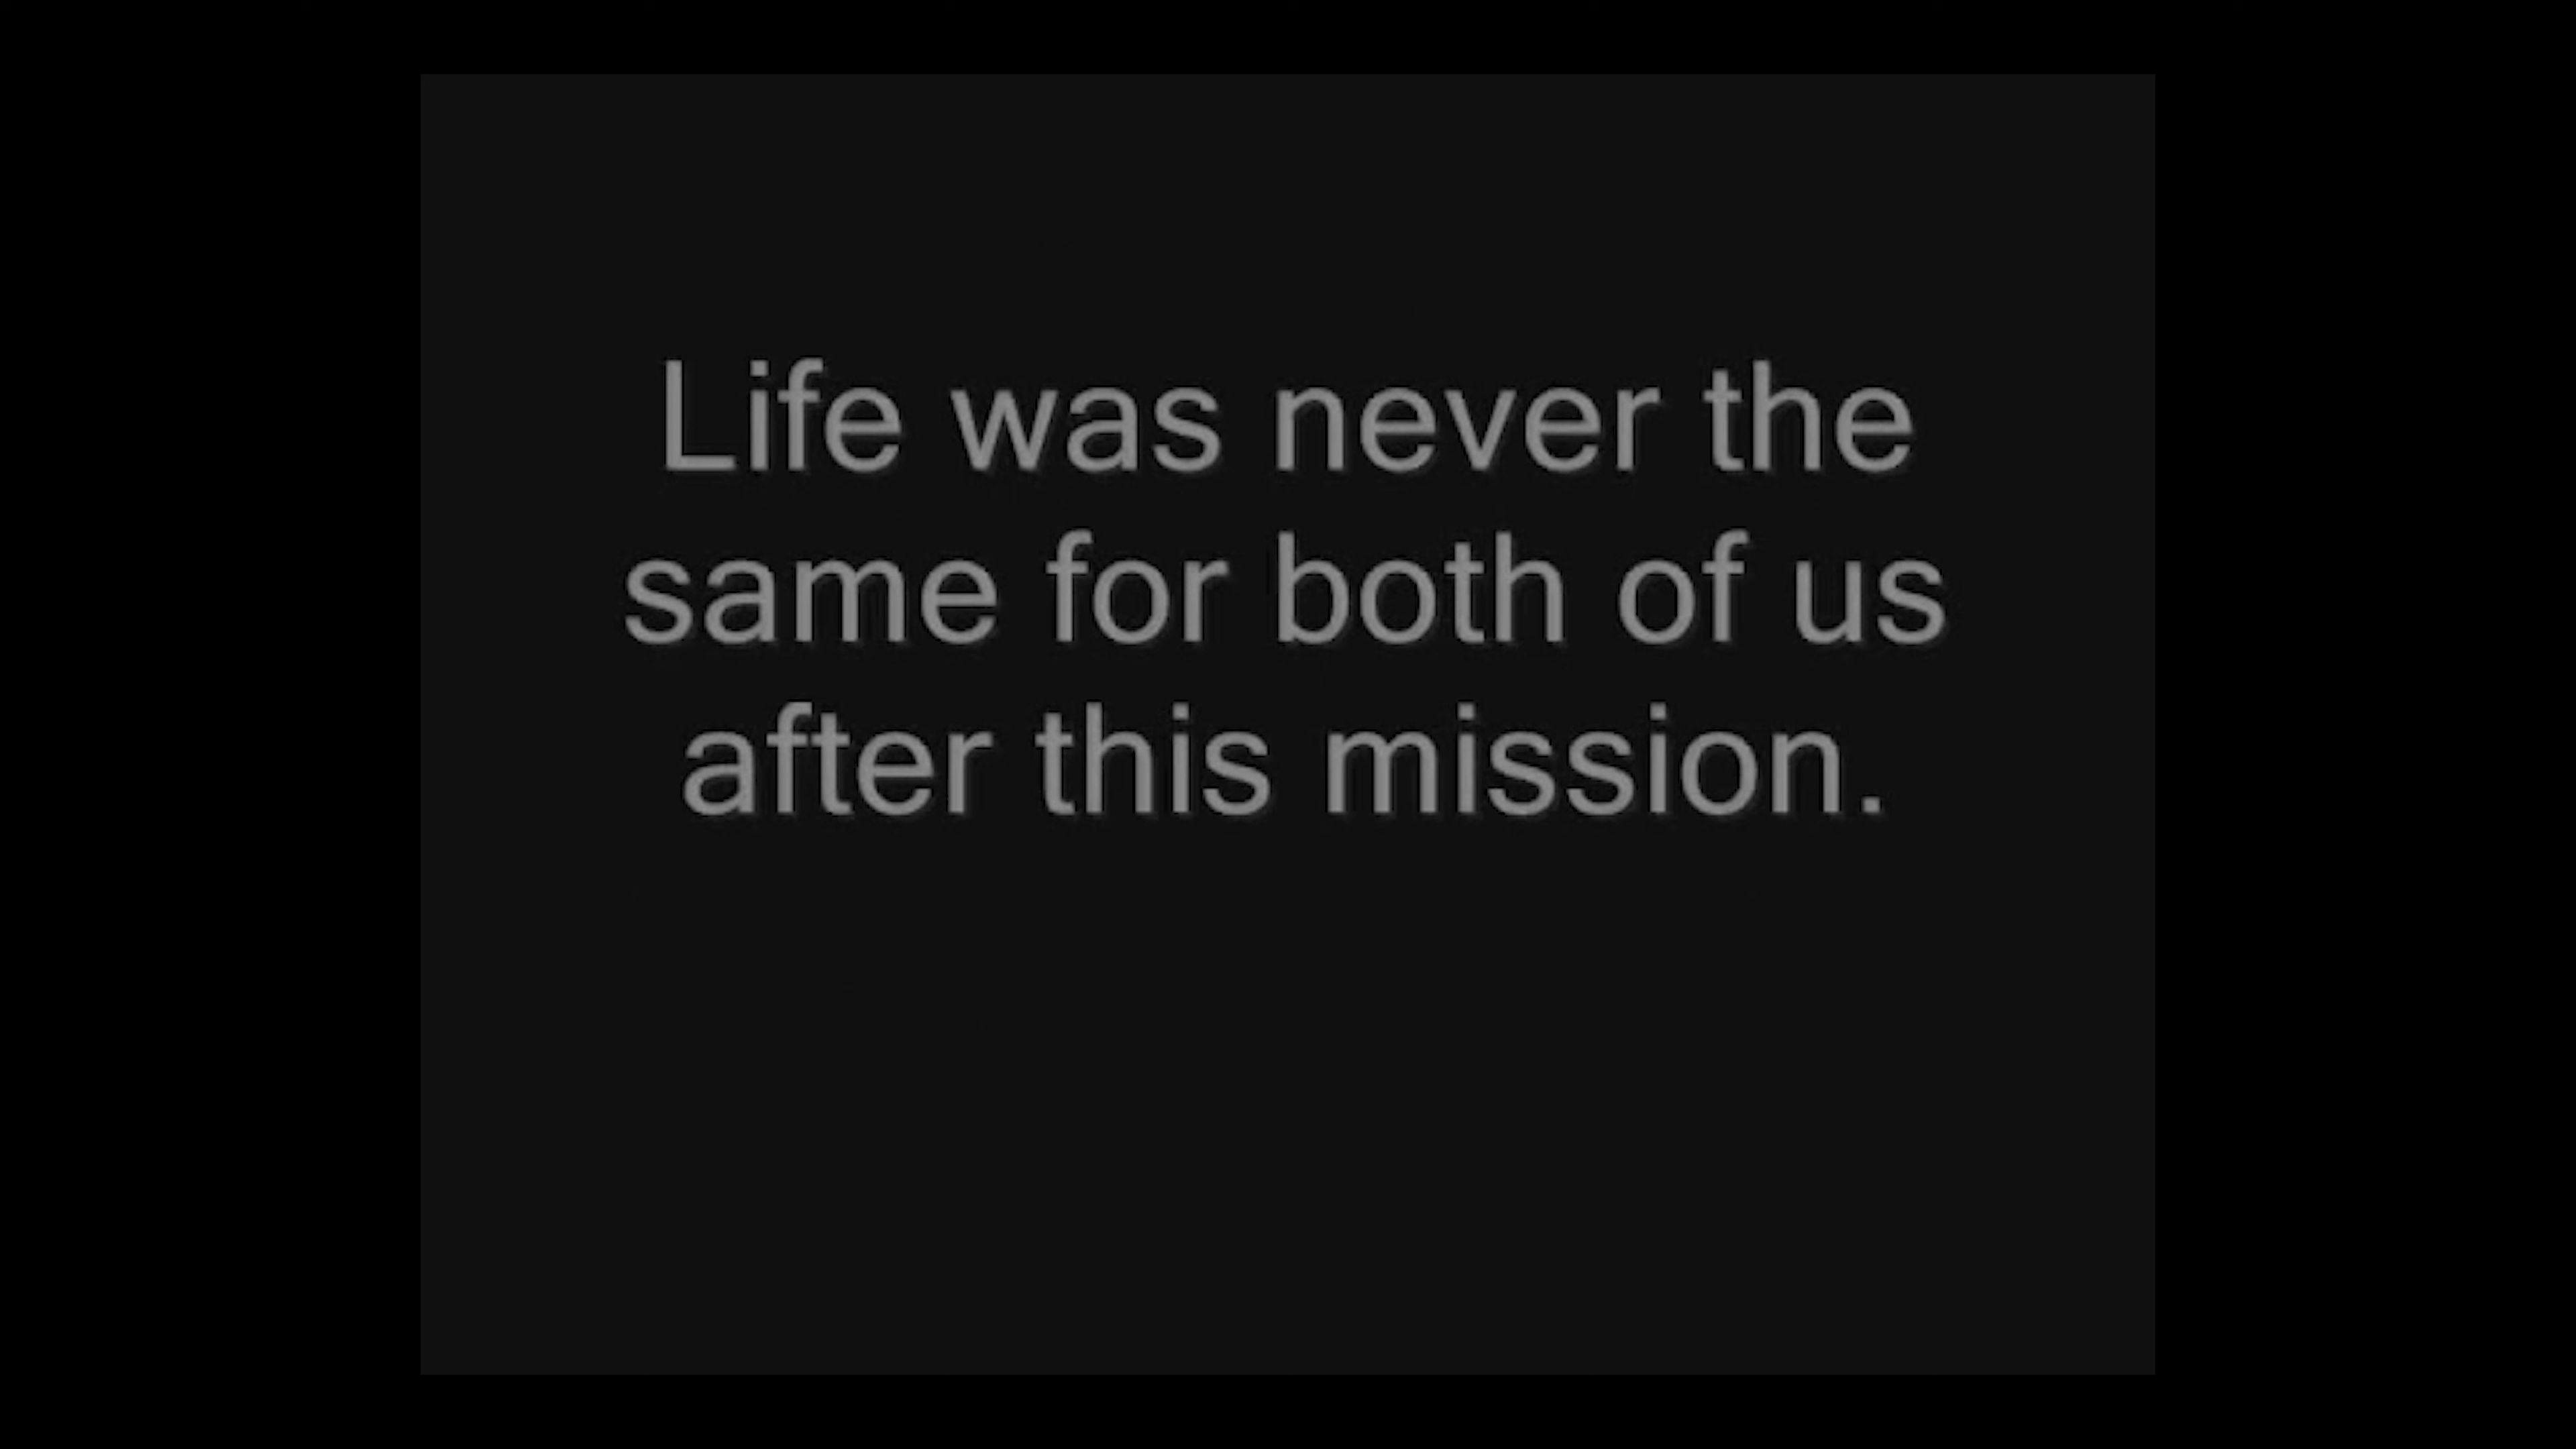 Life was never the
same for both of us
after this mission.